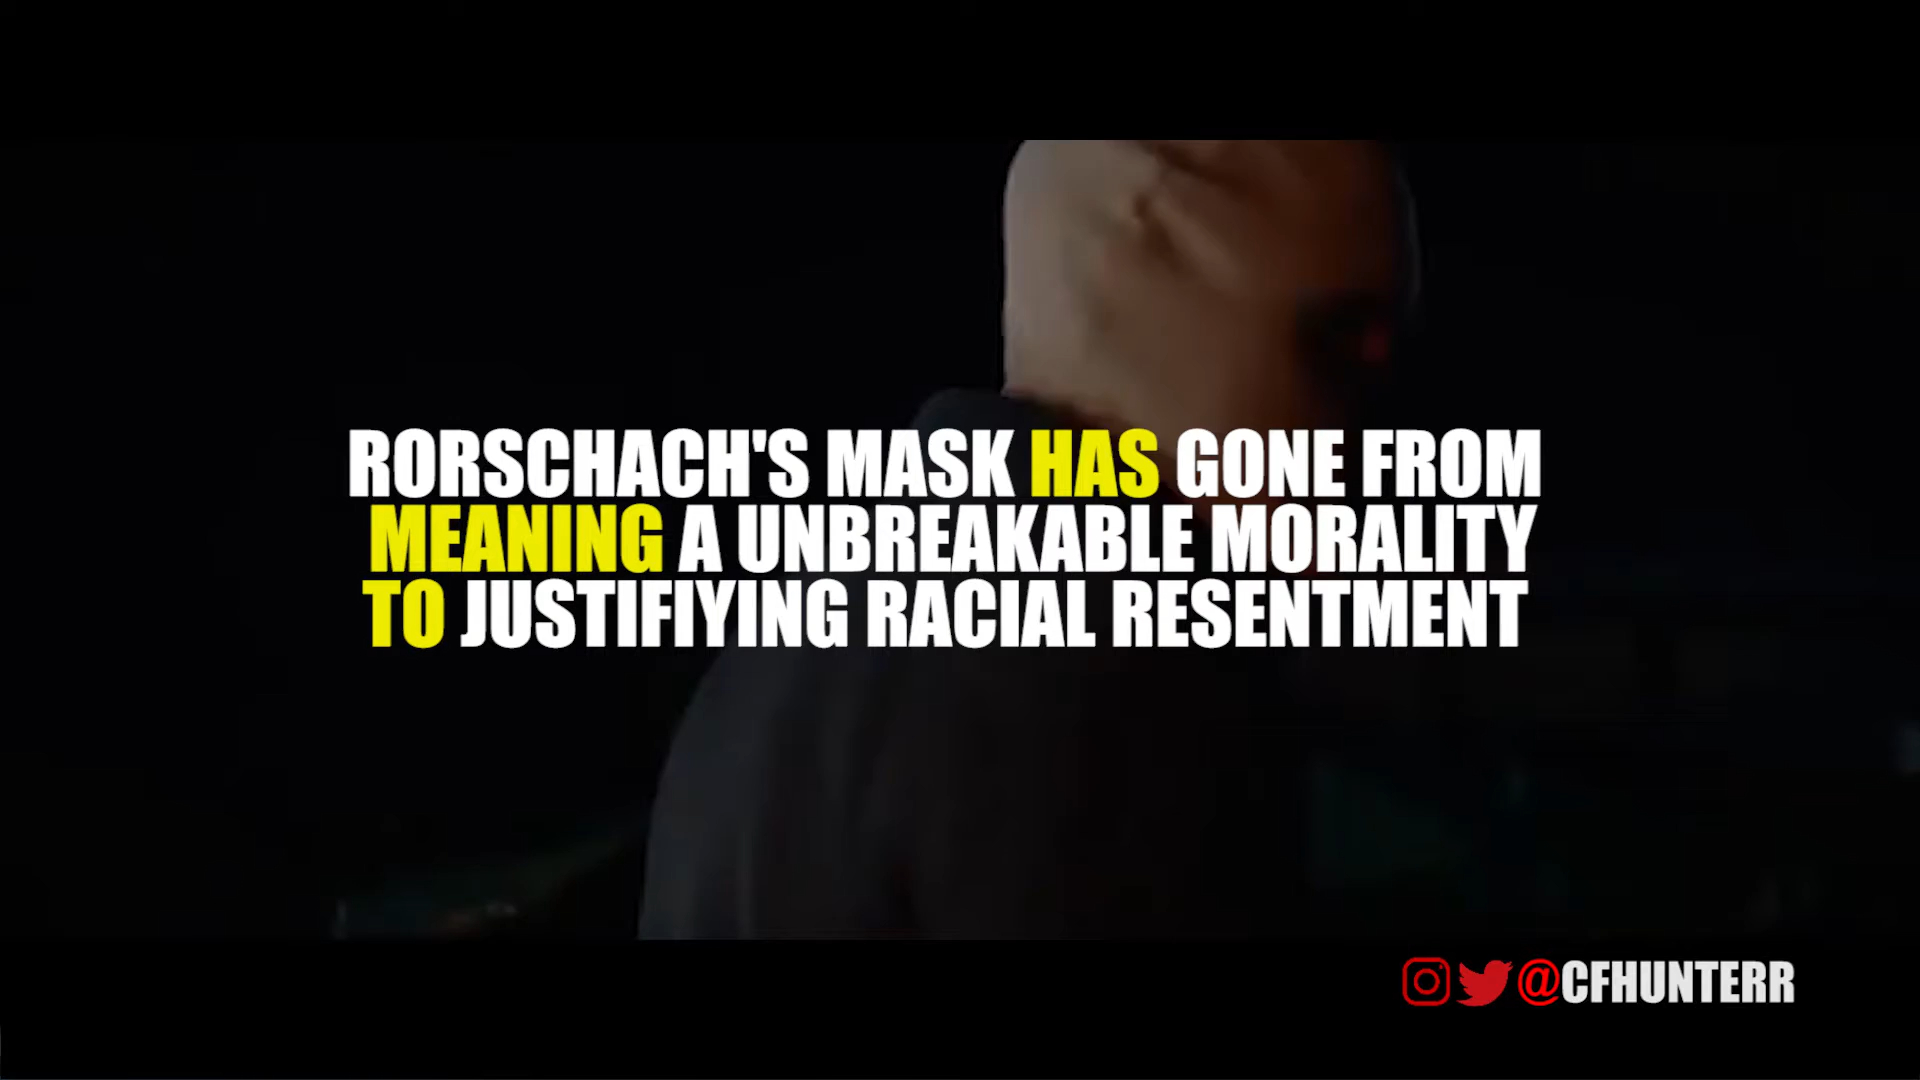 RORSCHACH'S MASK HAS GONE FROM
MEANING A UNBREAKABLE MORALITY
TO JUSTIFIYING RACIAL RESENTMENT
@CFHUNTERR